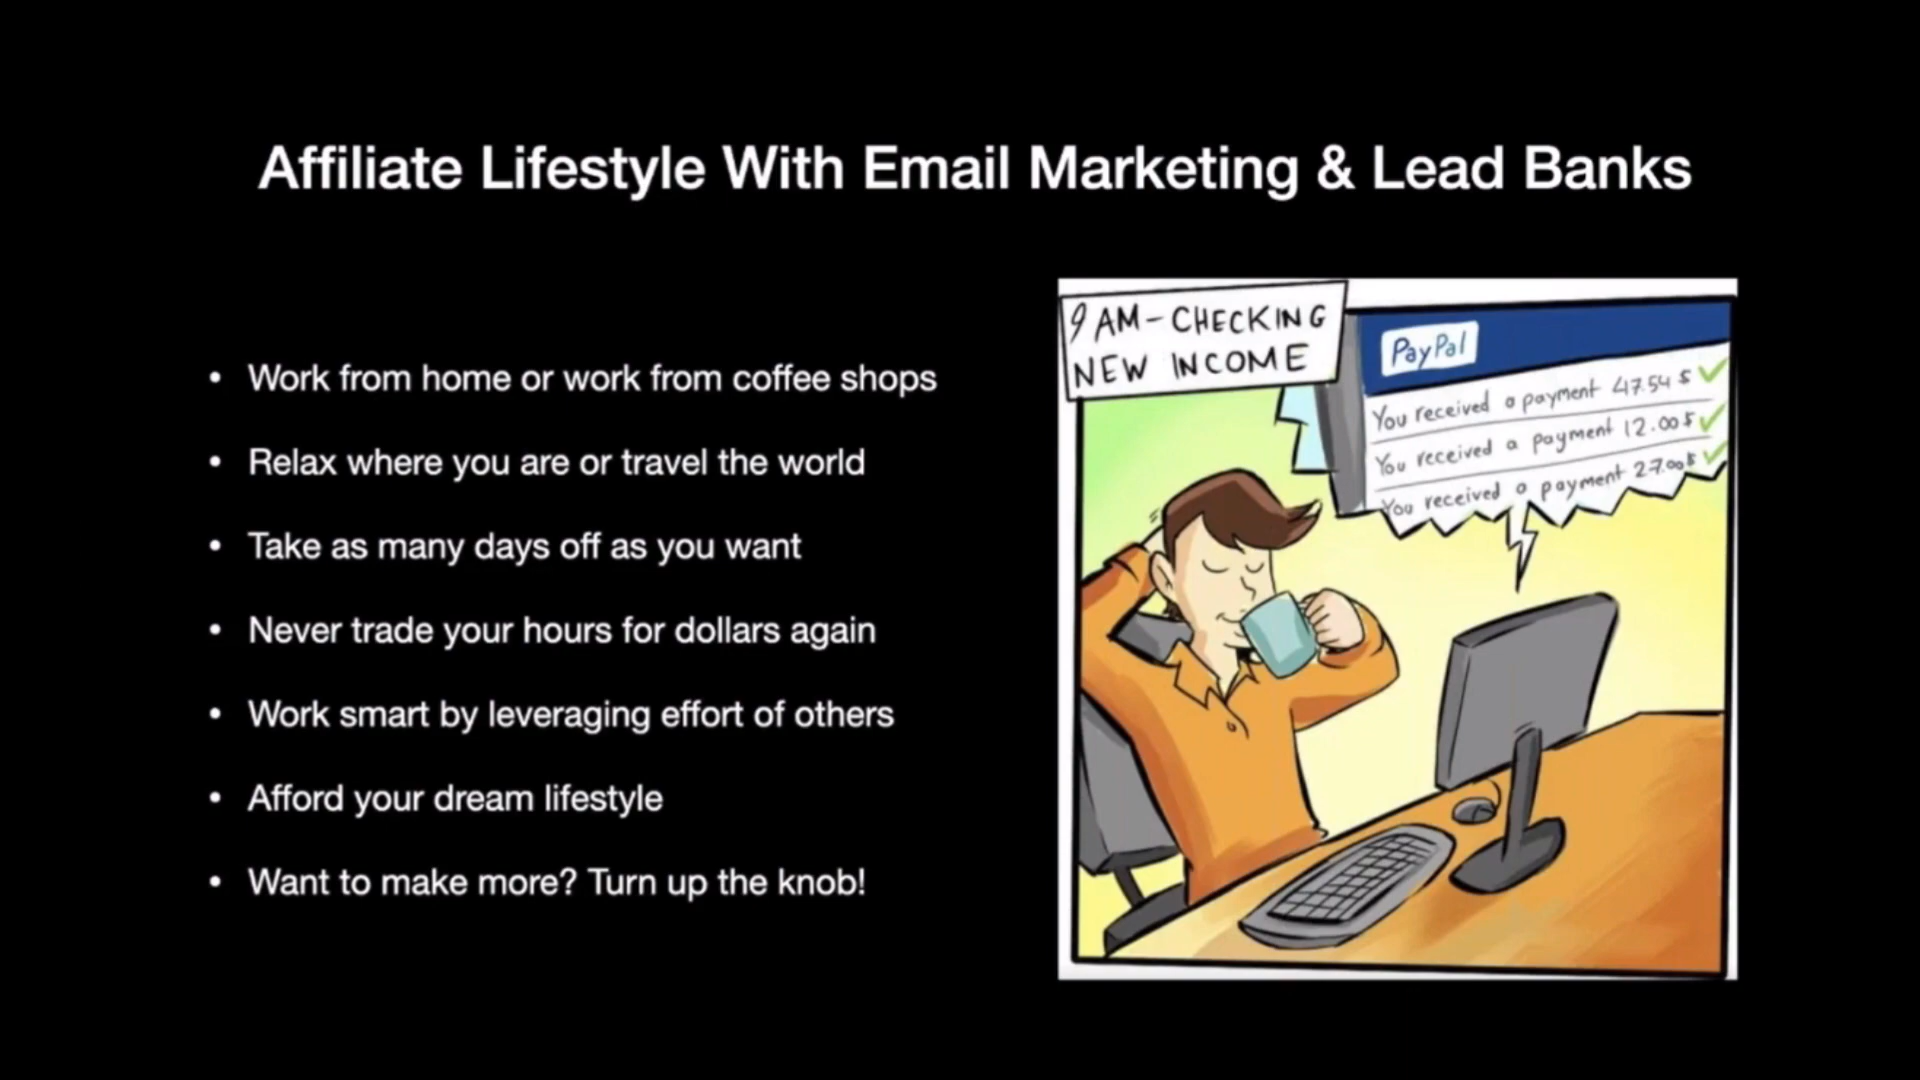 Affiliate Lifestyle With Email Marketing & Lead Banks
• Work from home or work from coffee shops
• Relax where you are or travel the world
• Take as many days off as you want
• Never trade your hours for dollars again
• Work smart by leveraging effort of others
• Afford your dream lifestyle
• Want to make more? Turn up the knob!
9 AM - CHECKING
NEW INCOME
PayPal
You received a payment 47.54 $
You received a payment 12.00 $
You received a payment 27.00 $